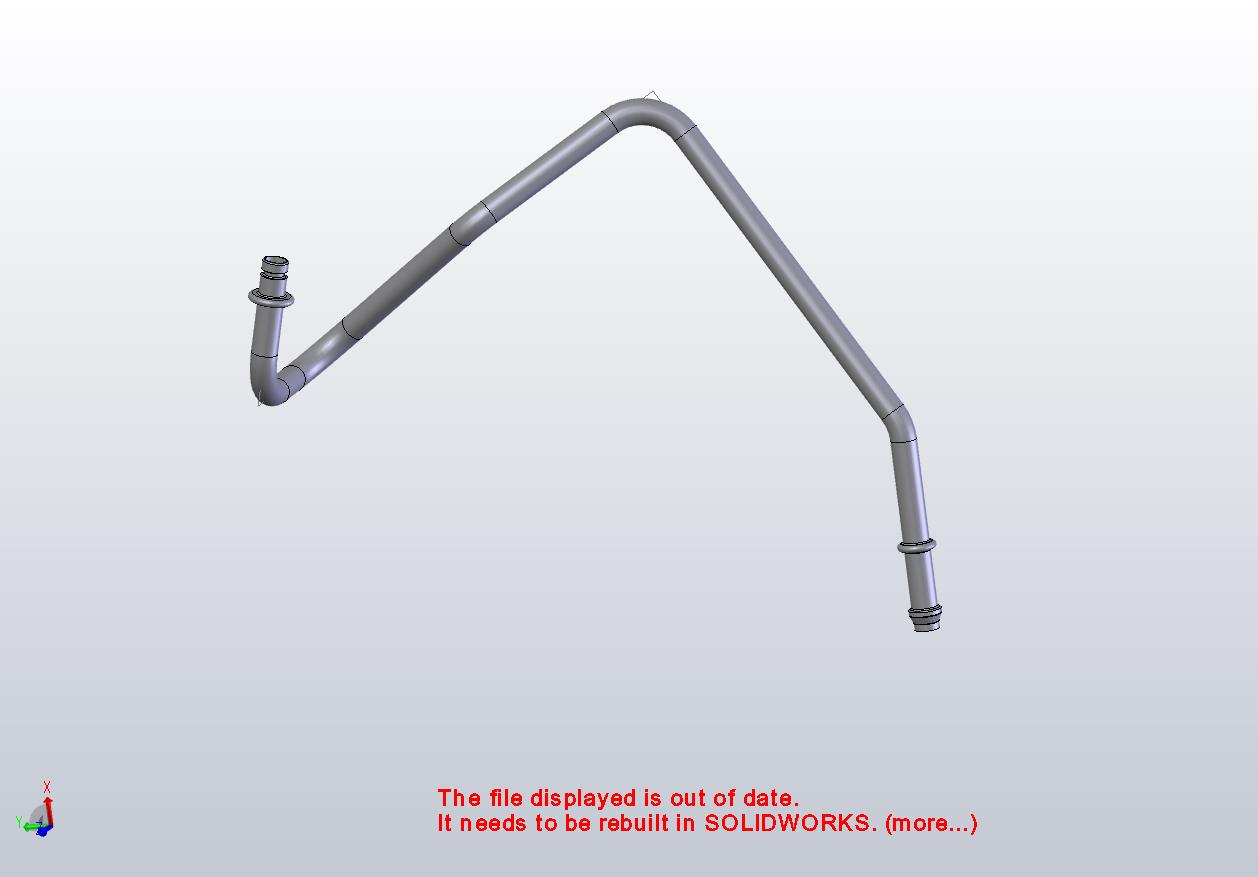 The file displayed is out of date.
It needs to be rebuilt in SOLIDWORKS. (more...)
X
Y